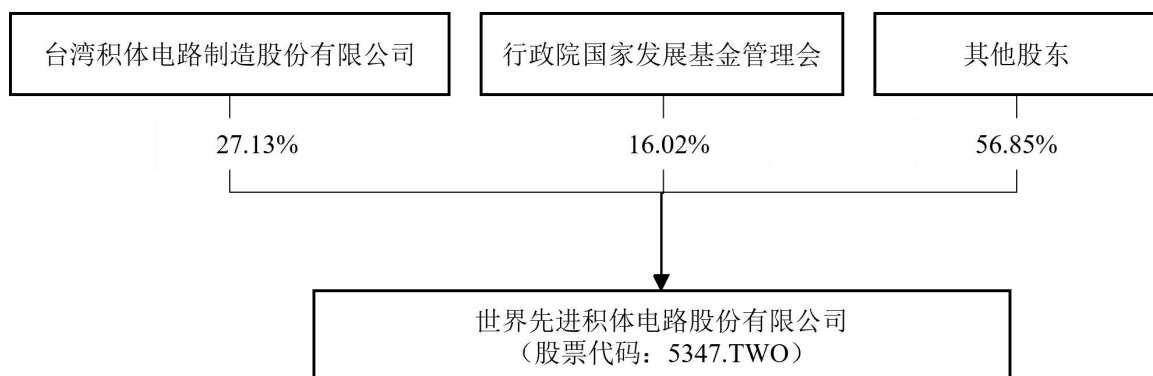 台湾积体电路制造股份有限公司
行政院国家发展基金管理会
其他股东
27.13%
16.02%
56.85%
世界先进积体电路股份有限公司
（股票代码：5347.TWO）